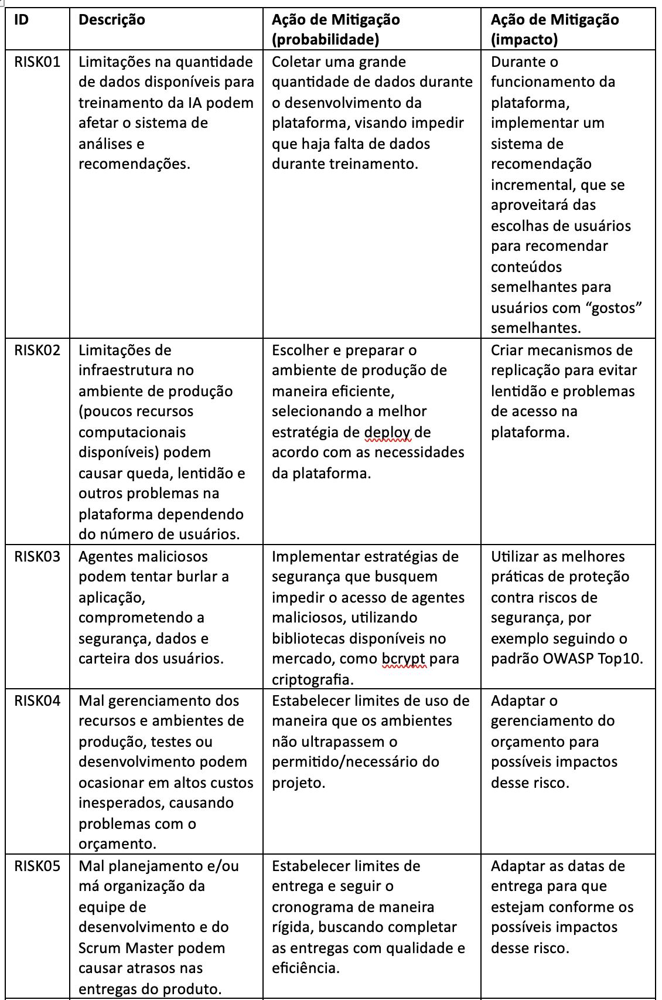 ID
Descrição
Ação de Mitigação
(probabilidade)
Ação de Mitigação
(impacto)
RISK01
Limitações na quantidade
de dados disponíveis para
treinamento da IA podem
afetar o sistema de
análises e
recomendações.
Coletar uma grande
quantidade de dados durante
o desenvolvimento da
plataforma, visando impedir
que haja falta de dados
durante treinamento.
Durante o
funcionamento da
plataforma,
implementar um
sistema de
recomendação
incremental, que se
aproveitará das
escolhas de usuários
para recomendar
conteúdos
semelhantes para
usuários com “gostos”
semelhantes.
RISK02
Limitações de
infraestrutura no
ambiente de produção
(poucos recursos
computacionais
disponíveis) podem
causar queda, lentidão e
outros problemas na
plataforma dependendo
do número de usuários.
Escolher e preparar o
ambiente de produção de
maneira eficiente,
selecionando a melhor
estratégia de deploy de
acordo com as necessidades
da plataforma.
Criar mecanismos de
replicação para evitar
lentidão e problemas
de acesso na
plataforma.
RISK03
Agentes maliciosos
podem tentar burlar a
aplicação,
comprometendo a
segurança, dados e
carteira dos usuários.
Implementar estratégias de
segurança que busquem
impedir o acesso de agentes
maliciosos, utilizando
bibliotecas disponíveis no
mercado, como bcrypt para
criptografia.
Utilizar as melhores
práticas de proteção
contra riscos de
segurança, por
exemplo seguindo o
padrão OWASP Top10.
RISK04
Mal gerenciamento dos
recursos e ambientes de
produção, testes ou
desenvolvimento podem
ocasionar em altos custos
inesperados, causando
problemas com o
orçamento.
Estabelecer limites de uso de
maneira que os ambientes
não ultrapassem o
permitido/necessário do
projeto.
Adaptar o
gerenciamento do
orçamento para
possíveis impactos
desse risco.
RISK05
Mal planejamento e/ou
má organização da
equipe de
desenvolvimento e do
Scrum Master podem
causar atrasos nas
entregas do produto.
Estabelecer limites de
entrega e seguir o
cronograma de maneira
rígida, buscando completar
as entregas com qualidade e
eficiência.
Adaptar as datas de
entrega para que
estejam conforme os
possíveis impactos
desse risco.